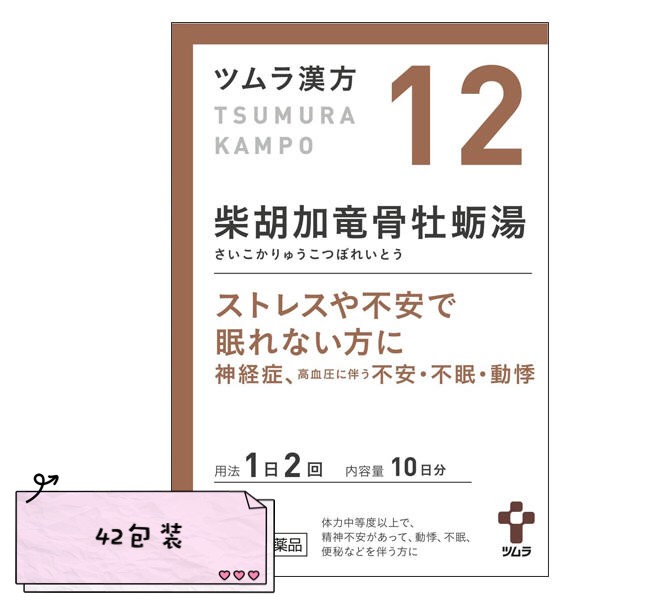 ツムラ漢方
TSUMURA
KAMPO
12
柴胡加竜骨牡蛎湯
さいこかりゅうこつぼれいとう
ストレスや不安で
眠れない方に
神経症、高血圧に伴う不安・不眠・動悸
用法 1日2回 内容量 10日分
薬品
体力中等度以上で、
精神不安があって、動悸、不眠、
便秘などを伴う方に
ツムラ
42包装